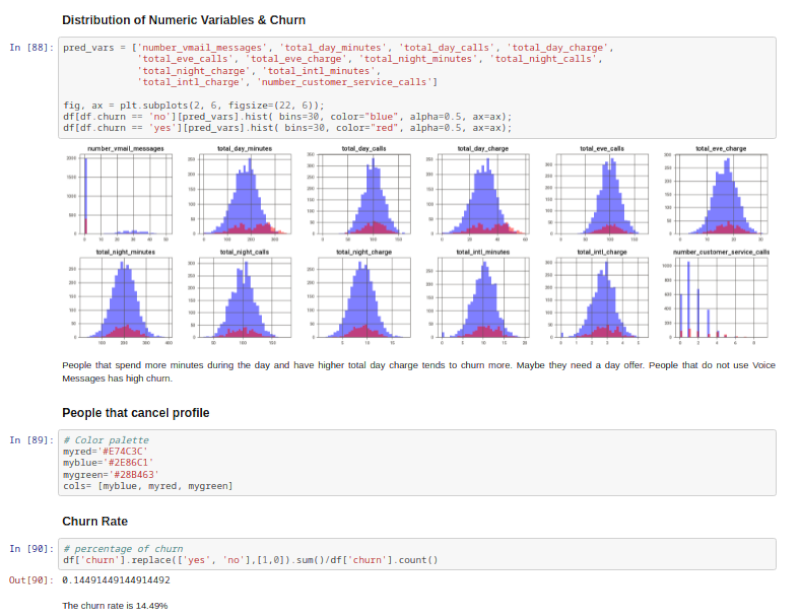 Distribution of Numeric Variables & Churn
In [88]: pred_vars = ['number_vmail_messages', 'total_day_minutes', 'total_day_calls', 'total_day_charge',
'total_eve_calls', 'total_eve_charge', 'total_night_minutes', 'total_night_calls',
'total_night_charge', 'total_intl_minutes',
'total_intl_charge', 'number_customer_service_calls']
fig, ax = plt.subplots(2, 6, figsize=(22, 6));
df[df.churn == 'no'][pred_vars].hist( bins=30, color="blue", alpha=0.5, ax=ax);
df[df.churn == 'yes'][pred_vars].hist( bins=30, color="red", alpha=0.5, ax=ax);
number_vmail_messages total_day_minutes total_day_calls total_day_charge total_eve_calls total_eve_charge
total_night_minutes total_night_calls total_night_charge total_intl_minutes total_intl_charge number_customer_service_calls
People that spend more minutes during the day and have higher total day charge tends to churn more. Maybe they need a day offer. People that do not use Voice
Messages has high churn.
People that cancel profile
In [89]: # Color palette
myred='#E74C3C'
myblue='#2E86C1'
mygreen='#28B463'
cols= [myblue, myred, mygreen]
Churn Rate
In [90]: # percentage of churn
df['churn'].replace(['yes', 'no'],[1,0]).sum()/df['churn'].count()
Out[90]: 0.14491449144914492
The churn rate is 14.49%